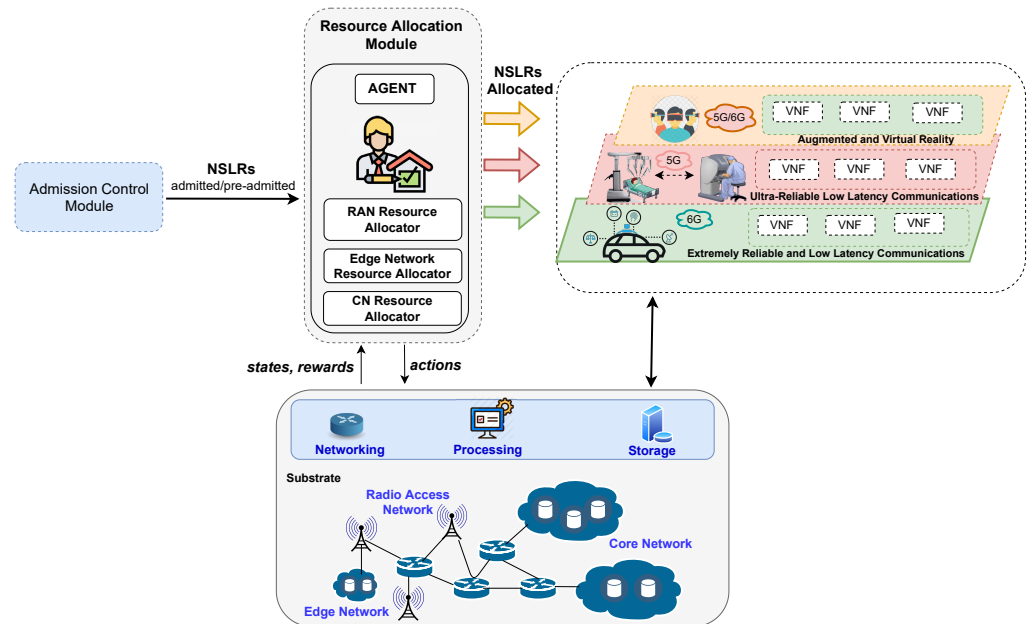 Resource Allocation
Module
AGENT
RAN Resource
Allocator
Edge Network
Resource Allocator
CN Resource
Allocator
Admission Control
Module
NSLRs
admitted/pre-admitted
NSLRs
Allocated
5G/6G
VNF
VNF
VNF
Augmented and Virtual Reality
5G
VNF
VNF
VNF
Ultra-Reliable Low Latency Communications
6G
VNF
VNF
VNF
Extremely Reliable and Low Latency Communications
states, rewards
actions
Networking
Processing
Storage
Substrate
Radio Access
Network
Core Network
Edge Network